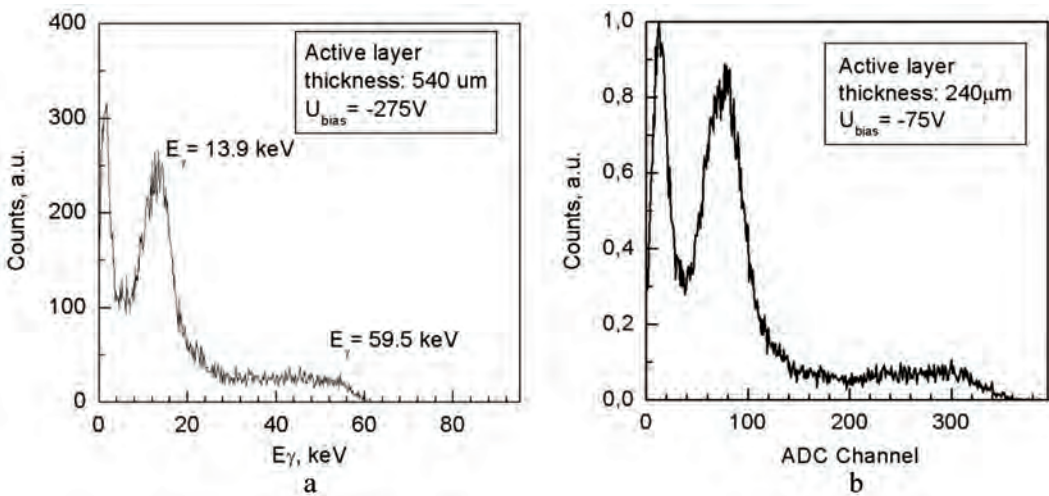 400
300
200
100
0
0 20 40 60 80
Counts, a.u.
Eγ, keV
Active layer
thickness: 540 um
U_bias = -275V
E = 13.9 keV
E = 59.5 keV
a
1,0
0,8
0,6
0,4
0,2
0,0
0 100 200 300
Counts, a.u.
ADC Channel
Active layer
thickness: 240μm
U_bias = -75V
b